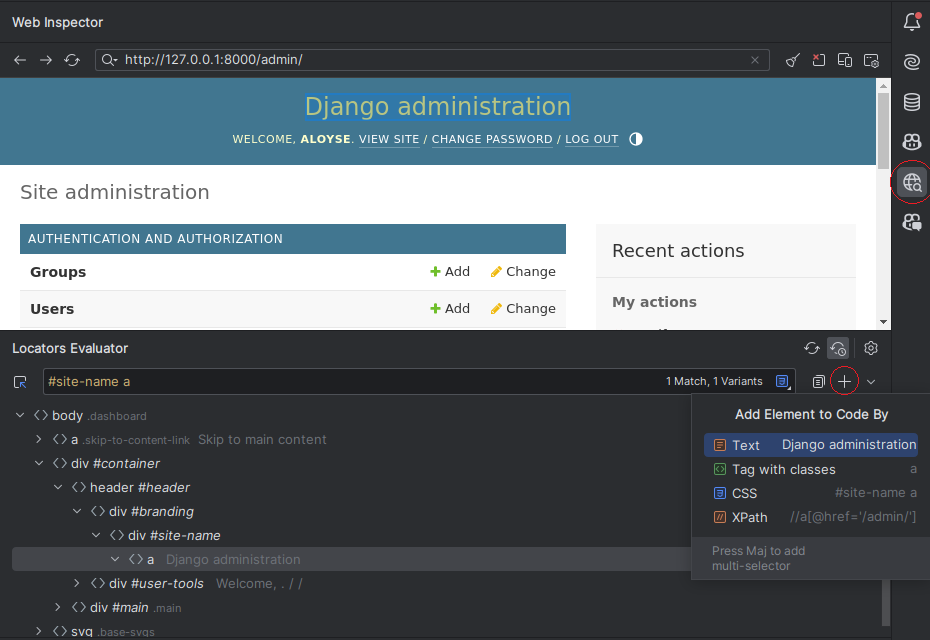 Web Inspector
http://127.0.0.1:8000/admin/
Django administration
WELCOME, ALOYSE. VIEW SITE / CHANGE PASSWORD / LOG OUT
Site administration
AUTHENTICATION AND AUTHORIZATION
Groups Add Change
Users Add Change
Recent actions
My actions
Locators Evaluator
#site-name a 1 Match, 1 Variants
body .dashboard
a .skip-to-content-link Skip to main content
div #container
header #header
div #branding
div #site-name
a Django administration
div #user-tools Welcome, . / /
div #main .main
svg .base-svgs
Add Element to Code By
Text Django administration
Tag with classes a
CSS #site-name a
XPath //a[@href='/admin/']
Press Maj to add
multi-selector